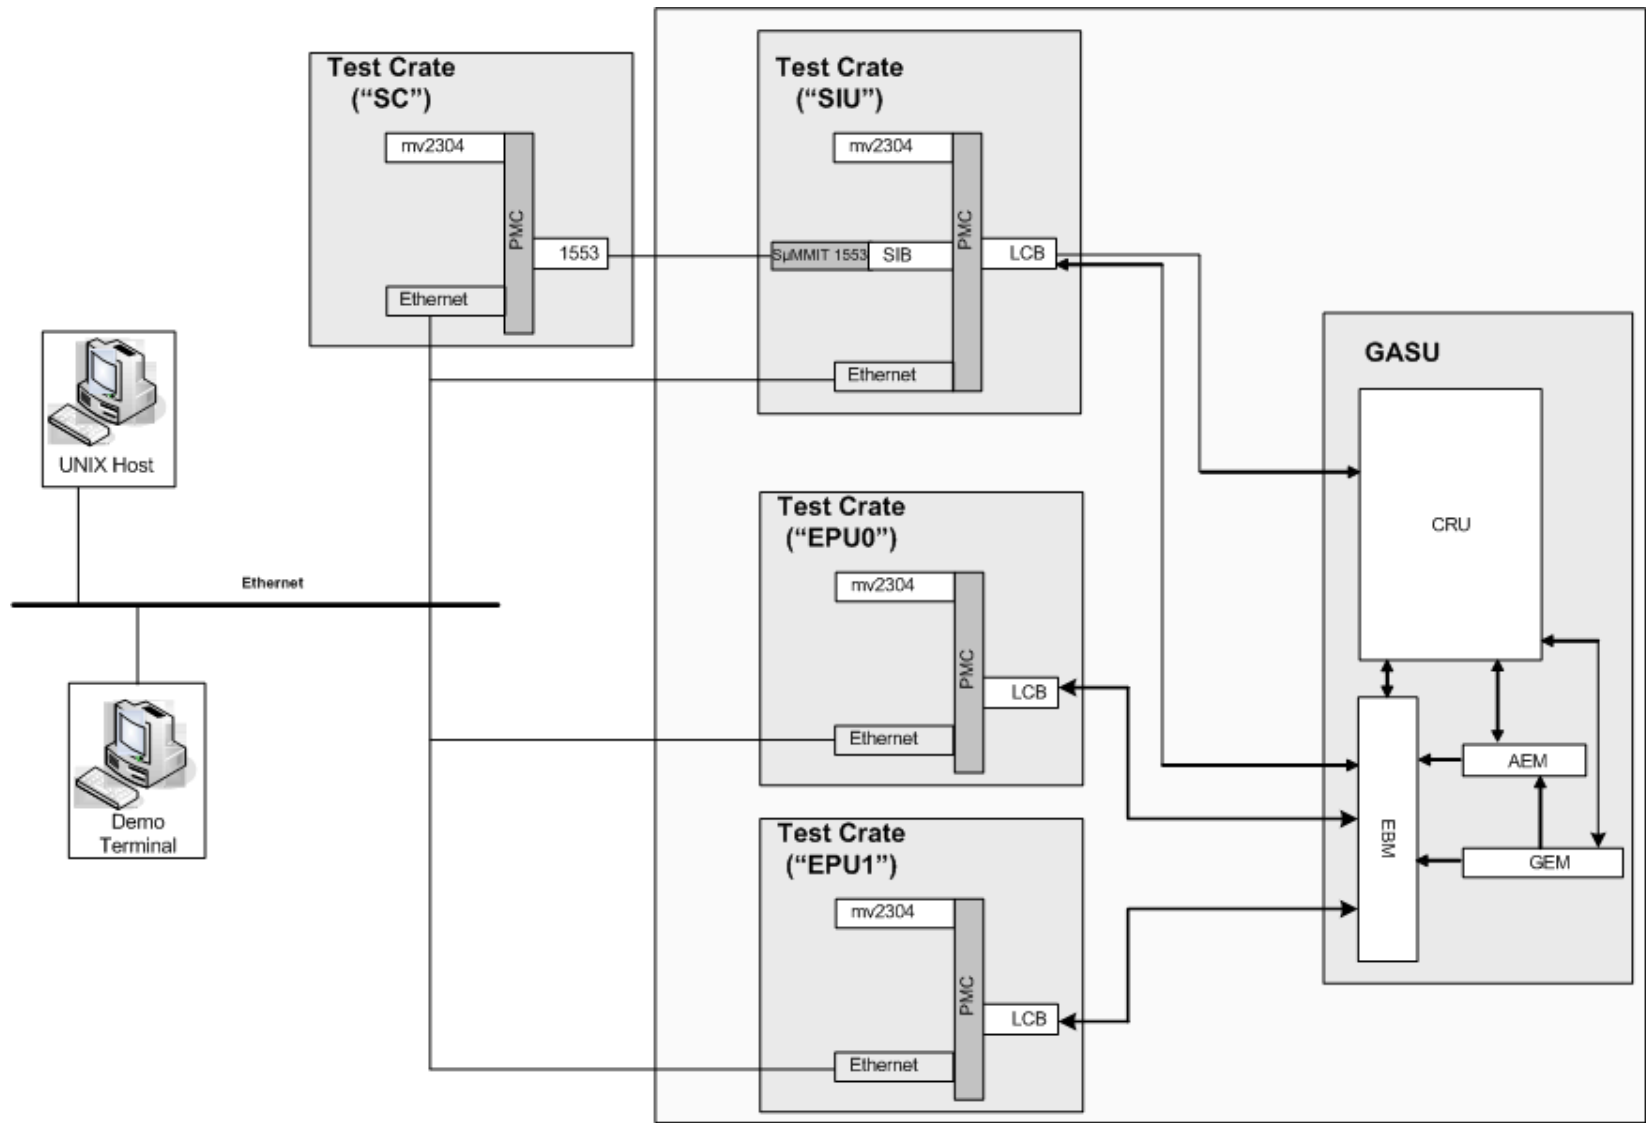 Test Crate
(“SC”)
mv2304
PMC
1553
Ethernet
Test Crate
(“SIU”)
mv2304
PMC
SµMMIT 1553
SIB
LCB
Ethernet
UNIX Host
Ethernet
Demo
Terminal
Test Crate
(“EPU0”)
mv2304
PMC
LCB
Ethernet
Test Crate
(“EPU1”)
mv2304
PMC
LCB
Ethernet
GASU
CRU
AEM
EBM
GEM